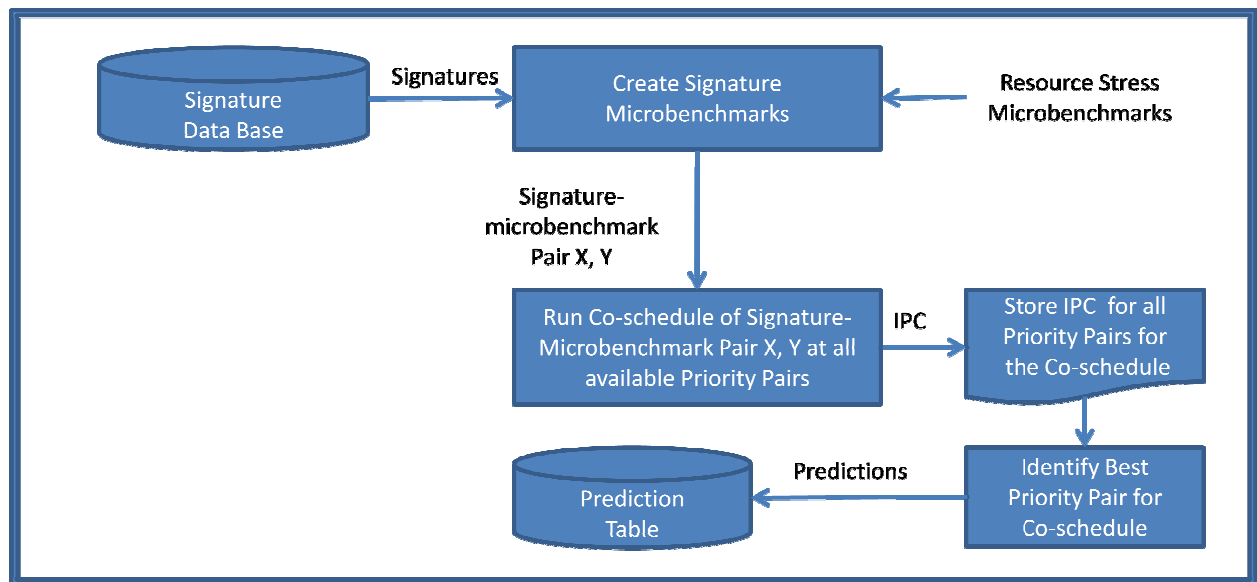 Signature
Data Base
Signatures
Create Signature
Microbenchmarks
Resource Stress
Microbenchmarks
Signature-
microbenchmark
Pair X, Y
Run Co-schedule of Signature-
Microbenchmark Pair X, Y at all
available Priority Pairs
IPC
Store IPC for all
Priority Pairs for
the Co-schedule
Identify Best
Priority Pair for
Co-schedule
Predictions
Prediction
Table